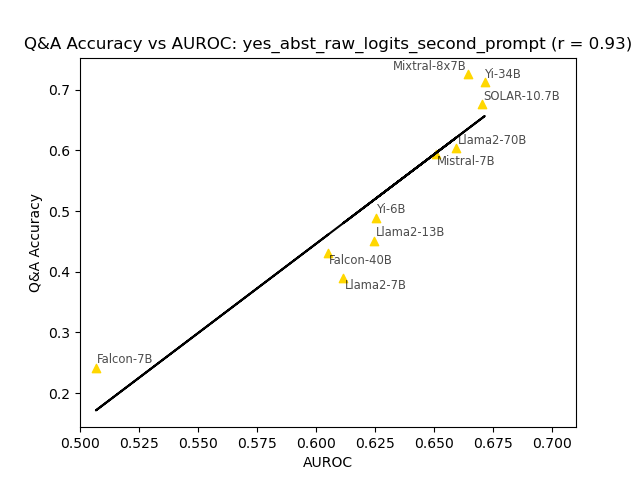 Q&A Accuracy vs AUROC: yes_abst_raw_logits_second_prompt (r = 0.93)
Mixtral-8x7B
Yi-34B
SOLAR-10.7B
Llama2-70B
Mistral-7B
Yi-6B
Llama2-13B
Falcon-40B
Llama2-7B
Falcon-7B
Q&A Accuracy
0.7
0.6
0.5
0.4
0.3
0.2
0.500 0.525 0.550 0.575 0.600 0.625 0.650 0.675 0.700
AUROC